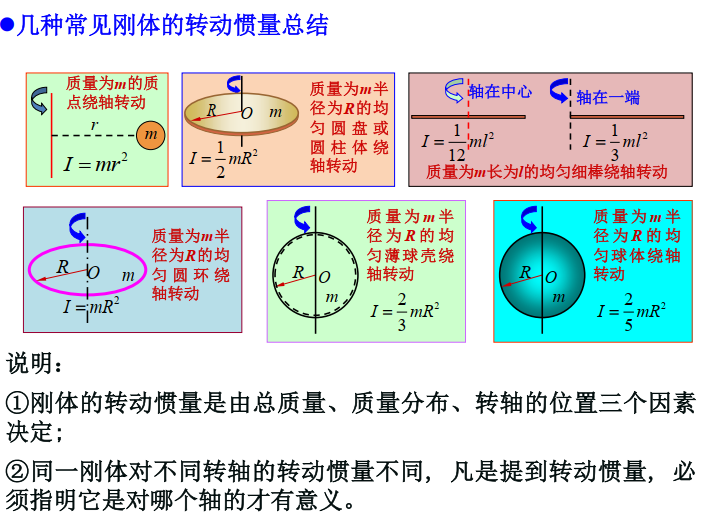 ●几种常见刚体的转动惯量总结
质量为m的质
点绕轴转动
r
m
I = mr²
质量为m半
径为R的均
匀圆盘或
圆柱体绕
轴转动
R O m
I = 1/2 mR²
轴在中心
轴在一端
I = 1/12 ml²
I = 1/3 ml²
质量为m长为l的均匀细棒绕轴转动
质量为m半
径为R的均
匀圆环绕
轴转动
R O m
I = mR²
质量为m半
径为R的均
匀薄球壳绕
轴转动
R O
m
I = 2/3 mR²
质量为m半
径为R的均
匀球体绕轴
转动
R O
m
I = 2/5 mR²
说明：
①刚体的转动惯量是由总质量、质量分布、转轴的位置三个因素
决定；
②同一刚体对不同转轴的转动惯量不同，凡是提到转动惯量，必
须指明它是对哪个轴的才有意义。